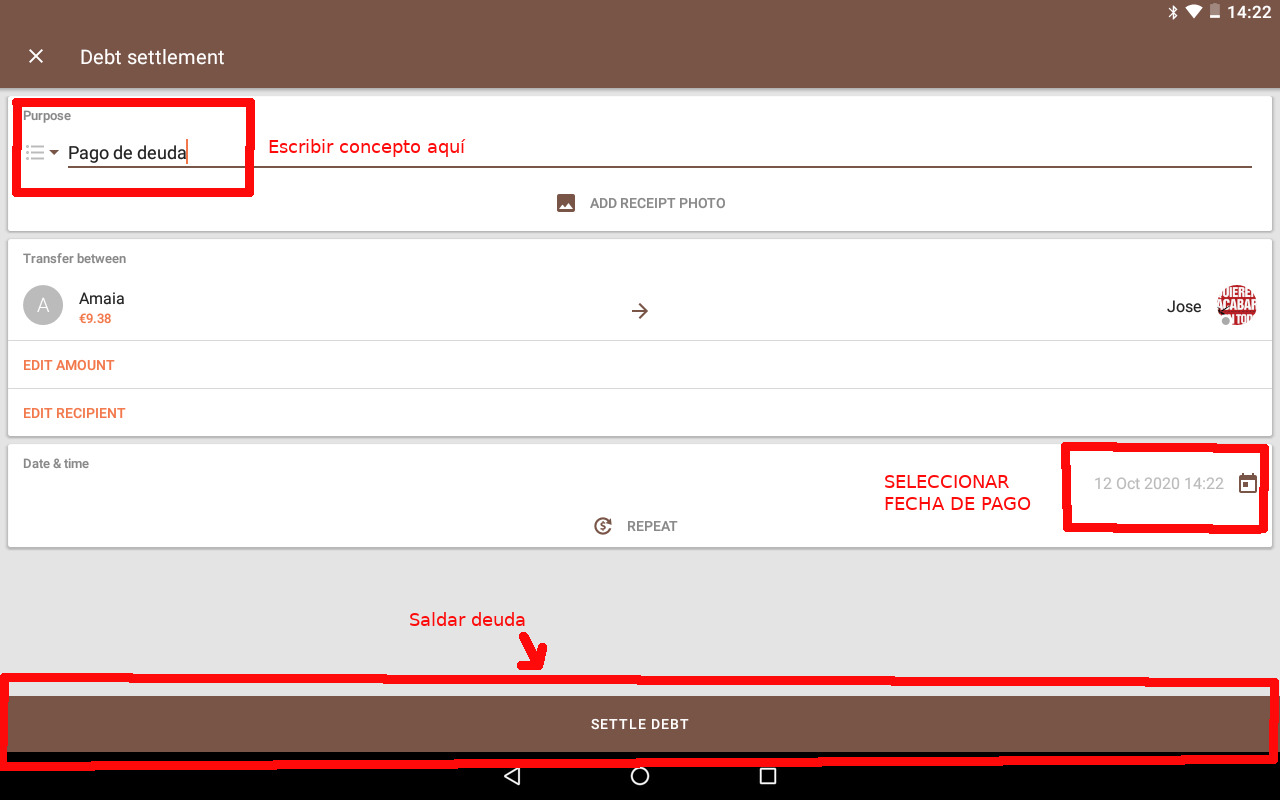 14:22
Debt settlement
Purpose
Pago de deuda
Escribir concepto aquí
ADD RECEIPT PHOTO
Transfer between
A
Amaia
€9.38
Jose
EDIT AMOUNT
EDIT RECIPIENT
Date & time
SELECCIONAR
FECHA DE PAGO
12 Oct 2020 14:22
REPEAT
Saldar deuda
SETTLE DEBT